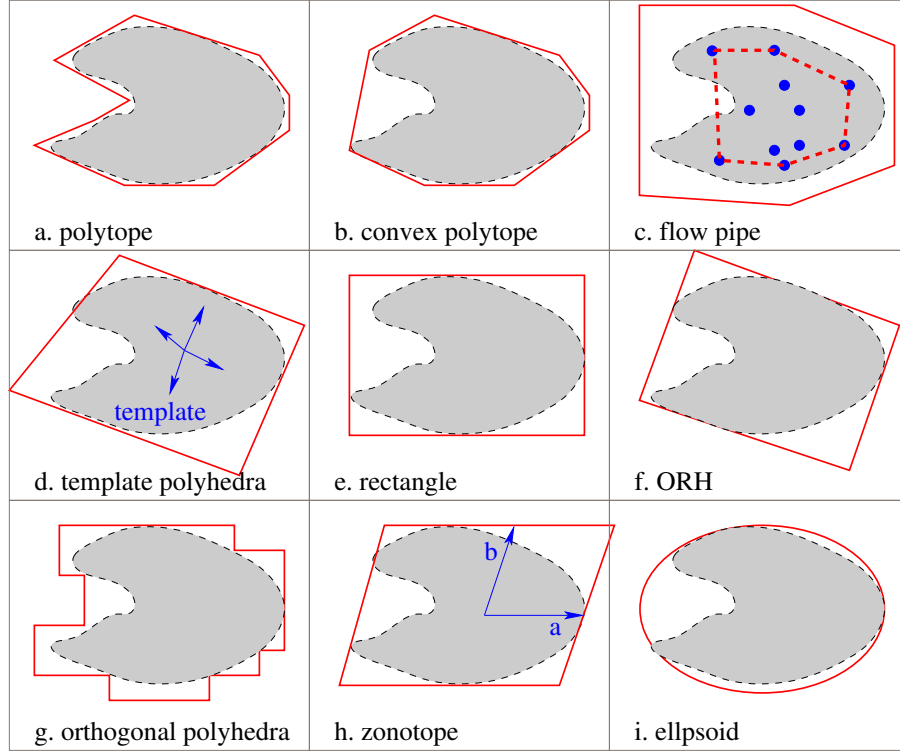 a. polytope
b. convex polytope
c. flow pipe
template
d. template polyhedra
e. rectangle
f. ORH
b
a
g. orthogonal polyhedra
h. zonotope
i. ellpsoid